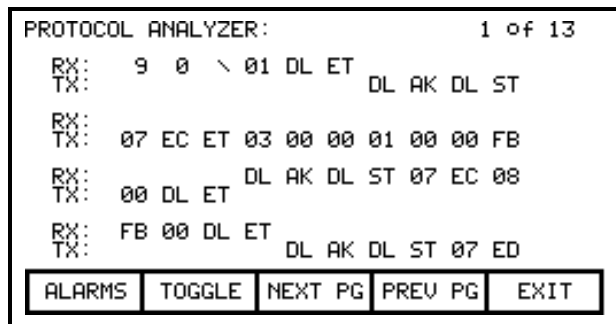 PROTOCOL ANALYZER: 1 of 13
RX: 9 0 \ 01 DL ET
TX: DL AK DL ST
RX:
TX: 07 EC ET 03 00 00 01 00 00 FB
RX: DL AK DL ST 07 EC 08
TX: 00 DL ET
RX: FB 00 DL ET
TX: DL AK DL ST 07 ED
ALARMS TOGGLE NEXT PG PREV PG EXIT